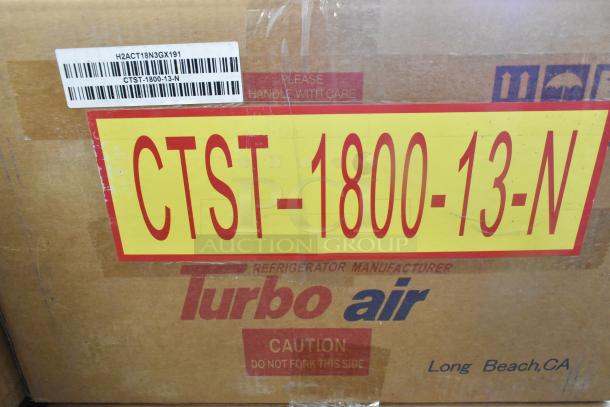 H2ACT18N3GX191
CTST-1800-13-N
PLEASE
HANDLE WITH CARE
CTST-1800-13-N
AUCTION GROUP
REFRIGERATOR MANUFACTURER
Turbo air
CAUTION
DO NOT FORK THIS SIDE
Long Beach,CA